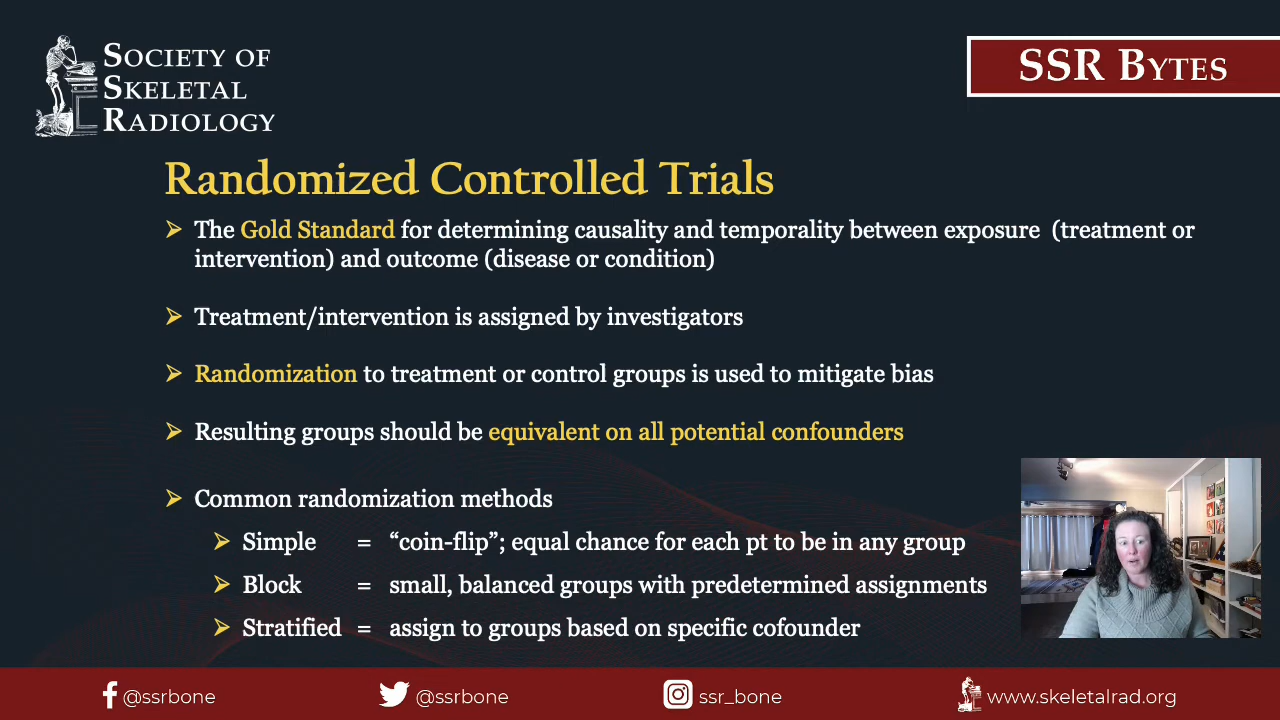 SOCIETY OF
SKELETAL
RADIOLOGY
SSR BYTES
Randomized Controlled Trials
➢ The Gold Standard for determining causality and temporality between exposure (treatment or
intervention) and outcome (disease or condition)
➢ Treatment/intervention is assigned by investigators
➢ Randomization to treatment or control groups is used to mitigate bias
➢ Resulting groups should be equivalent on all potential confounders
➢ Common randomization methods
➢ Simple = “coin-flip”; equal chance for each pt to be in any group
➢ Block = small, balanced groups with predetermined assignments
➢ Stratified = assign to groups based on specific cofounder
@ssrbone @ssrbone ssr_bone www.skeletalrad.org